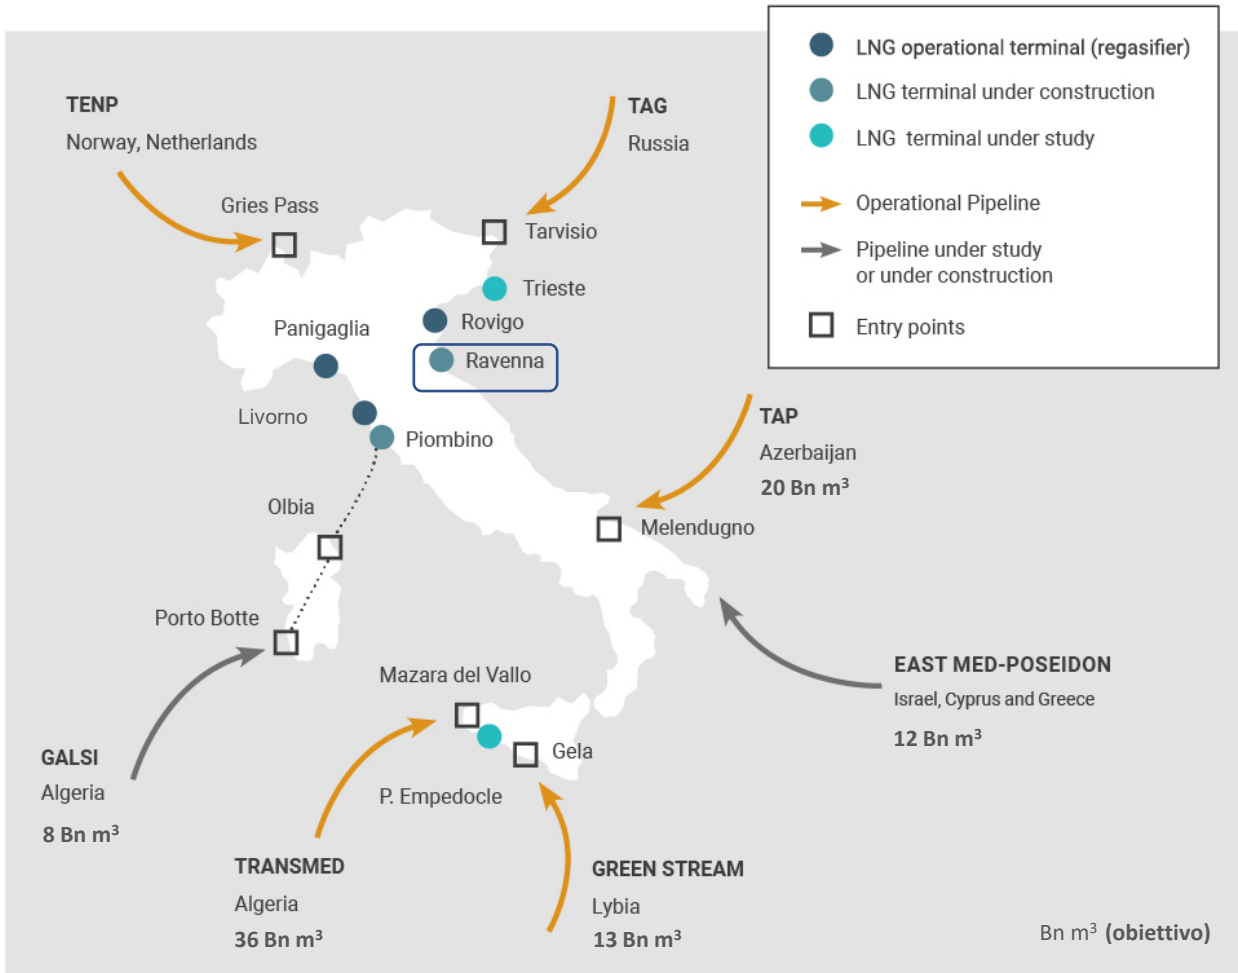 LNG operational terminal (regasifier)
LNG terminal under construction
LNG terminal under study
Operational Pipeline
Pipeline under study
or under construction
Entry points
TENP
Norway, Netherlands
TAG
Russia
Gries Pass
Tarvisio
Trieste
Rovigo
Panigaglia
Ravenna
Livorno
Piombino
TAP
Azerbaijan
20 Bn m³
Olbia
Melendugno
Porto Botte
EAST MED-POSEIDON
Israel, Cyprus and Greece
12 Bn m³
Mazara del Vallo
Gela
GALSI
Algeria
8 Bn m³
P. Empedocle
TRANSMED
Algeria
36 Bn m³
GREEN STREAM
Lybia
13 Bn m³
Bn m³ (obiettivo)